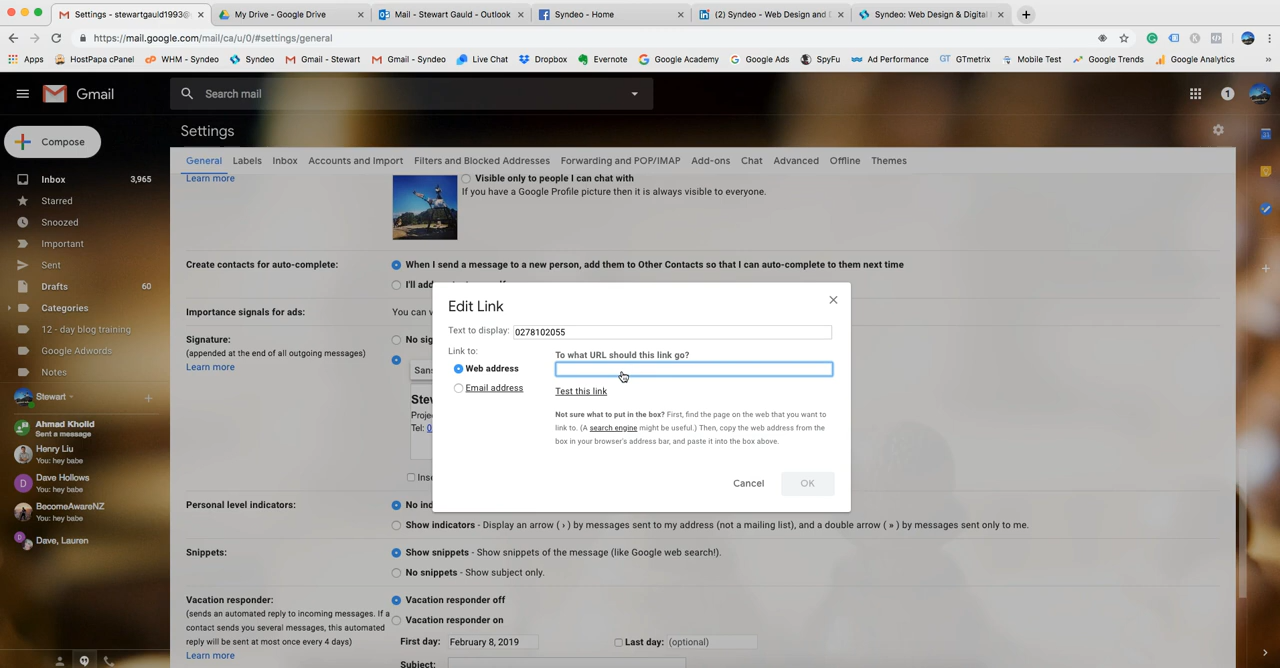 Settings - stewartgauld1993@
My Drive - Google Drive
Mail - Stewart Gauld - Outlook
Syndeo - Home
(2) Syndeo - Web Design and D
Syndeo: Web Design & Digital
https://mail.google.com/mail/ca/u/0/#settings/general
Apps
HostPapa cPanel
WHM - Syndeo
Syndeo
Gmail - Stewart
Gmail - Syndeo
Live Chat
Dropbox
Evernote
Google Academy
Google Ads
SpyFu
Ad Performance
GTmetrix
Mobile Test
Google Trends
Google Analytics
Gmail
Search mail
1
Compose
Settings
General Labels Inbox Accounts and Import Filters and Blocked Addresses Forwarding and POP/IMAP Add-ons Chat Advanced Offline Themes
Inbox 3,965
Starred
Snoozed
Important
Sent
Drafts 60
Categories
12 - day blog training
Google Adwords
Notes
Stewart
Ahmad Kholid
Sent a message
Henry Liu
You: hey babe
Dave Hollows
You: hey babe
BecomeAwareNZ
You: hey babe
Dave, Lauren
Learn more
Visible only to people I can chat with
If you have a Google Profile picture then it is always visible to everyone.
Create contacts for auto-complete:
When I send a message to a new person, add them to Other Contacts so that I can auto-complete to them next time
I'll add
Importance signals for ads:
You can v
Signature:
(appended at the end of all outgoing messages)
Learn more
No sig
Sans
Stev
Proje
Tel: 0
Inse
Edit Link
Text to display: 0278102055
Link to:
Web address
Email address
To what URL should this link go?
Test this link
Not sure what to put in the box? First, find the page on the web that you want to
link to. (A search engine might be useful.) Then, copy the web address from the
box in your browser's address bar, and paste it into the box above.
Cancel
OK
Personal level indicators:
No ind
Show indicators - Display an arrow ( › ) by messages sent to my address (not a mailing list), and a double arrow ( » ) by messages sent only to me.
Snippets:
Show snippets - Show snippets of the message (like Google web search!).
No snippets - Show subject only.
Vacation responder:
(sends an automated reply to incoming messages. If a
contact sends you several messages, this automated
reply will be sent at most once every 4 days)
Learn more
Vacation responder off
Vacation responder on
First day: February 8, 2019
Last day: (optional)
Subject: